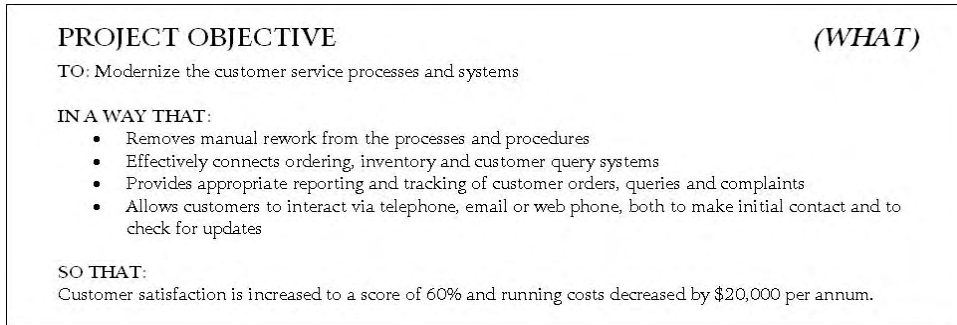 PROJECT OBJECTIVE (WHAT)
TO: Modernize the customer service processes and systems
IN A WAY THAT:
• Removes manual rework from the processes and procedures
• Effectively connects ordering, inventory and customer query systems
• Provides appropriate reporting and tracking of customer orders, queries and complaints
• Allows customers to interact via telephone, email or web phone, both to make initial contact and to
check for updates
SO THAT:
Customer satisfaction is increased to a score of 60% and running costs decreased by $20,000 per annum.